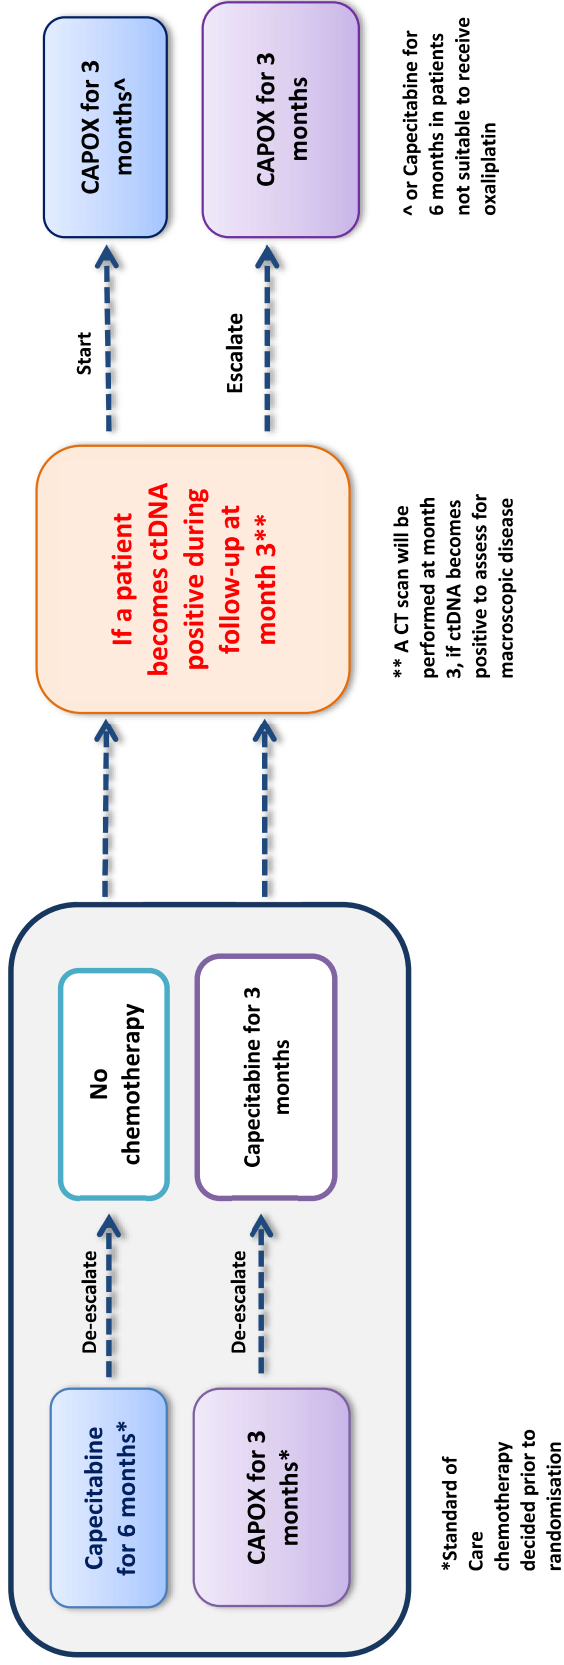 Capecitabine
for 6 months*
De-escalate
No
chemotherapy
CAPOX for 3
months*
De-escalate
Capecitabine for 3
months
If a patient
becomes ctDNA
positive during
follow-up at
month 3**
Start
CAPOX for 3
months^
Escalate
CAPOX for 3
months
*Standard of
Care
chemotherapy
decided prior to
randomisation
** A CT scan will be
performed at month
3, if ctDNA becomes
positive to assess for
macroscopic disease
^ or Capecitabine for
6 months in patients
not suitable to receive
oxaliplatin